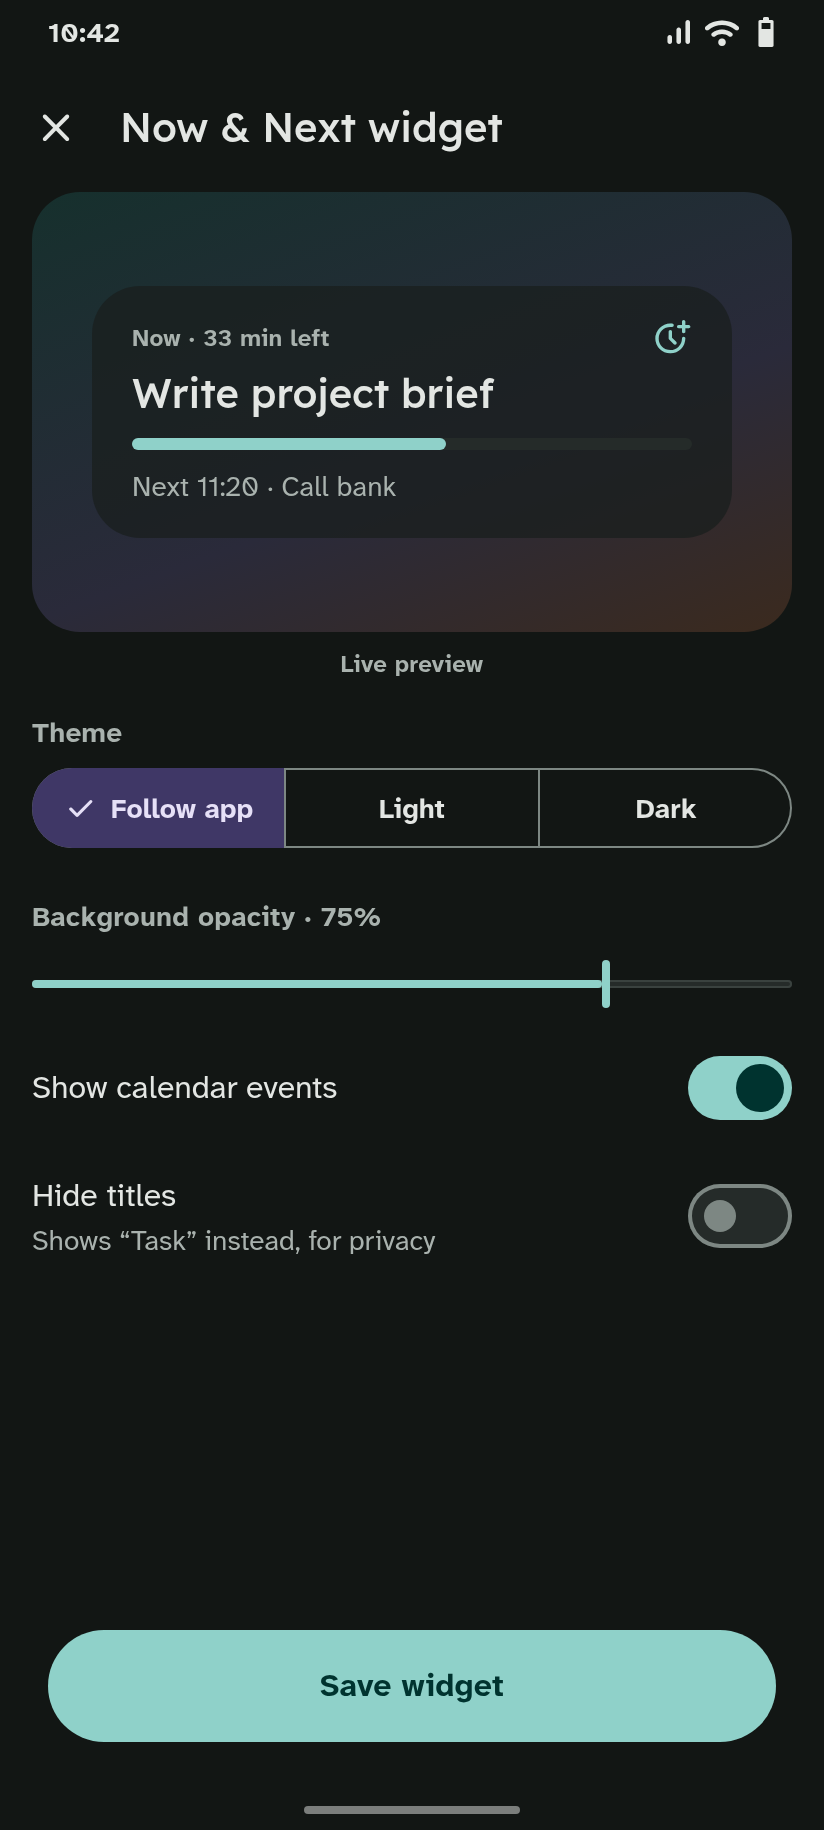 10:42
Now & Next widget
Now · 33 min left
Write project brief
Next 11:20 · Call bank
Live preview
Theme
Follow app
Light
Dark
Background opacity · 75%
Show calendar events
Hide titles
Shows “Task” instead, for privacy
Save widget